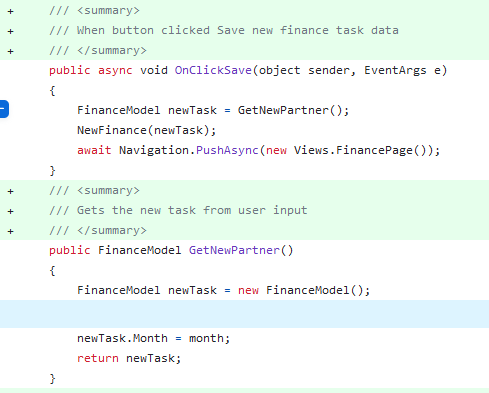 + /// <summary>
+ /// When button clicked Save new finance task data
+ /// </summary>
public async void OnClickSave(object sender, EventArgs e)
{
FinanceModel newTask = GetNewPartner();
NewFinance(newTask);
await Navigation.PushAsync(new Views.FinancePage());
}
+ /// <summary>
+ /// Gets the new task from user input
+ /// </summary>
public FinanceModel GetNewPartner()
{
FinanceModel newTask = new FinanceModel();
newTask.Month = month;
return newTask;
}